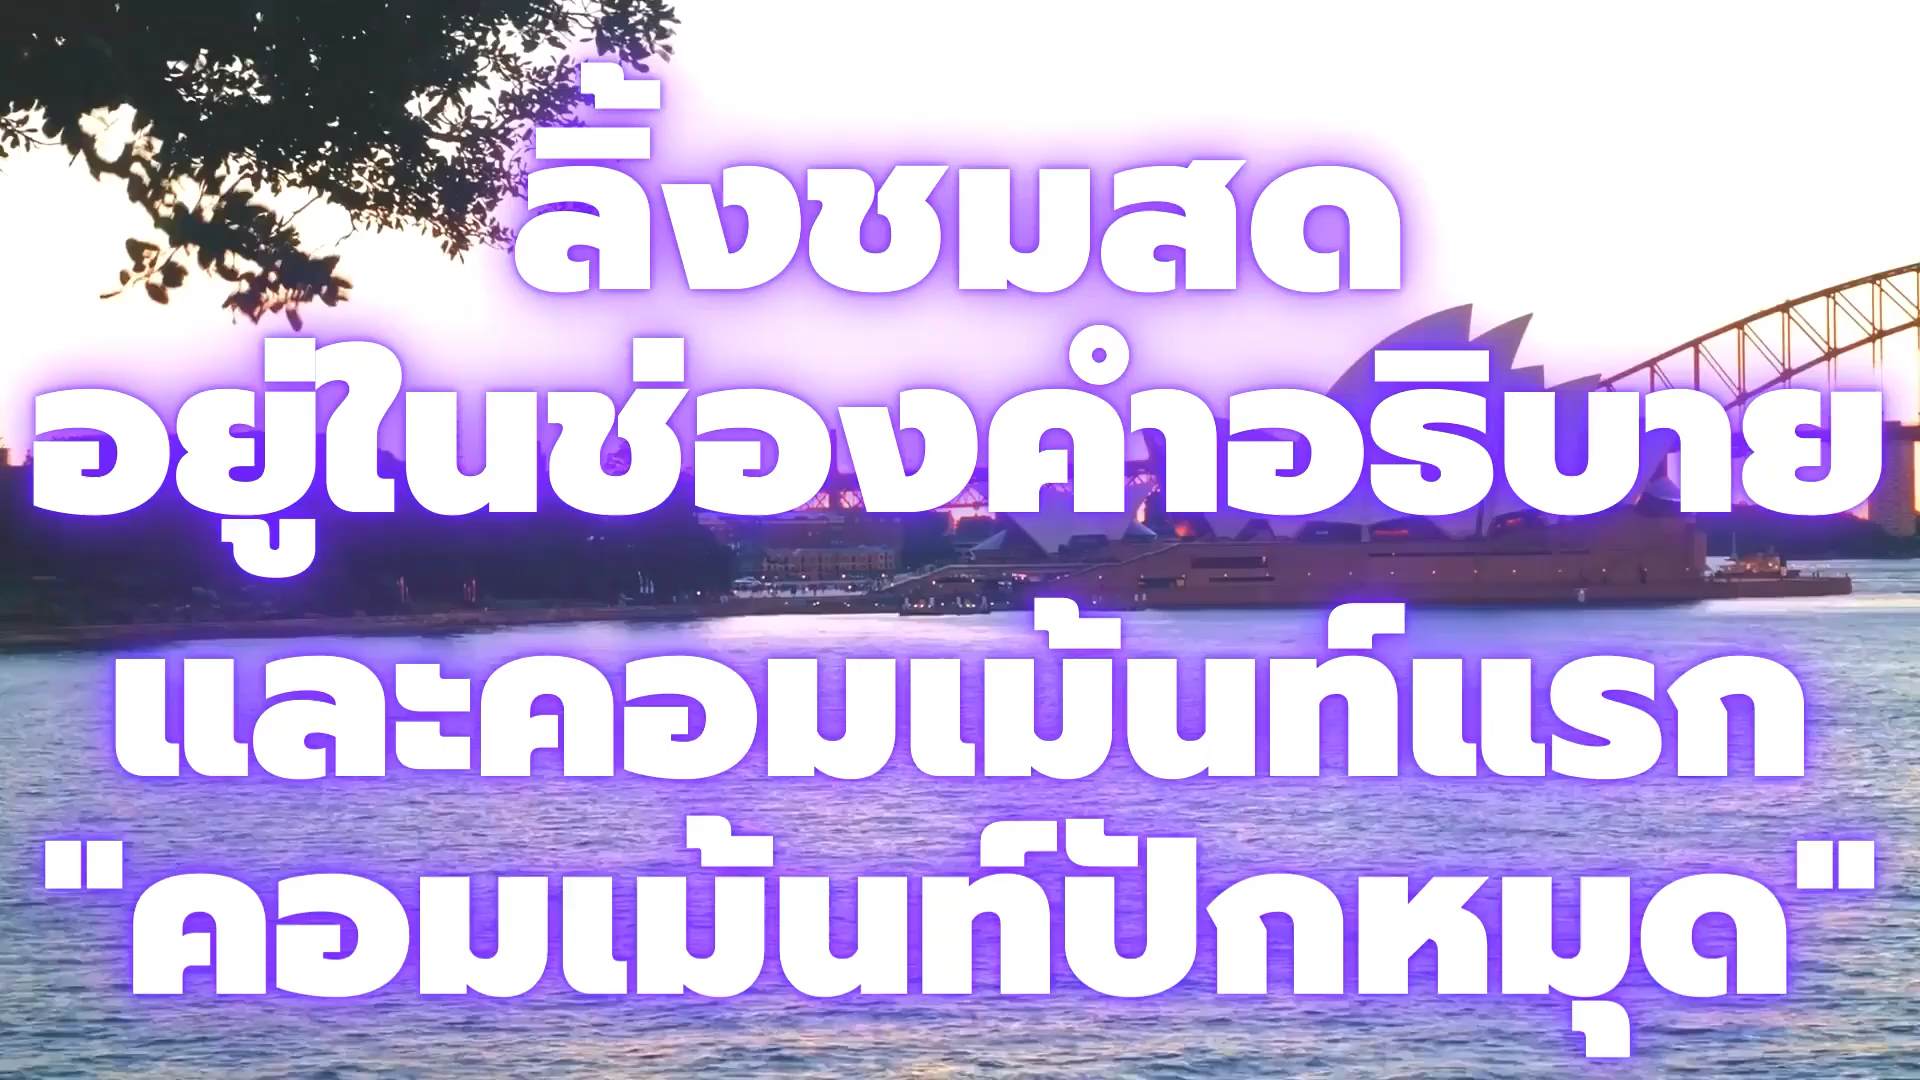 ลิ้งชมสด
อยู่ในช่องคำอริบาย
และคอมเม้นท์แรก
"คอมเม้นท์ปักหมุด"